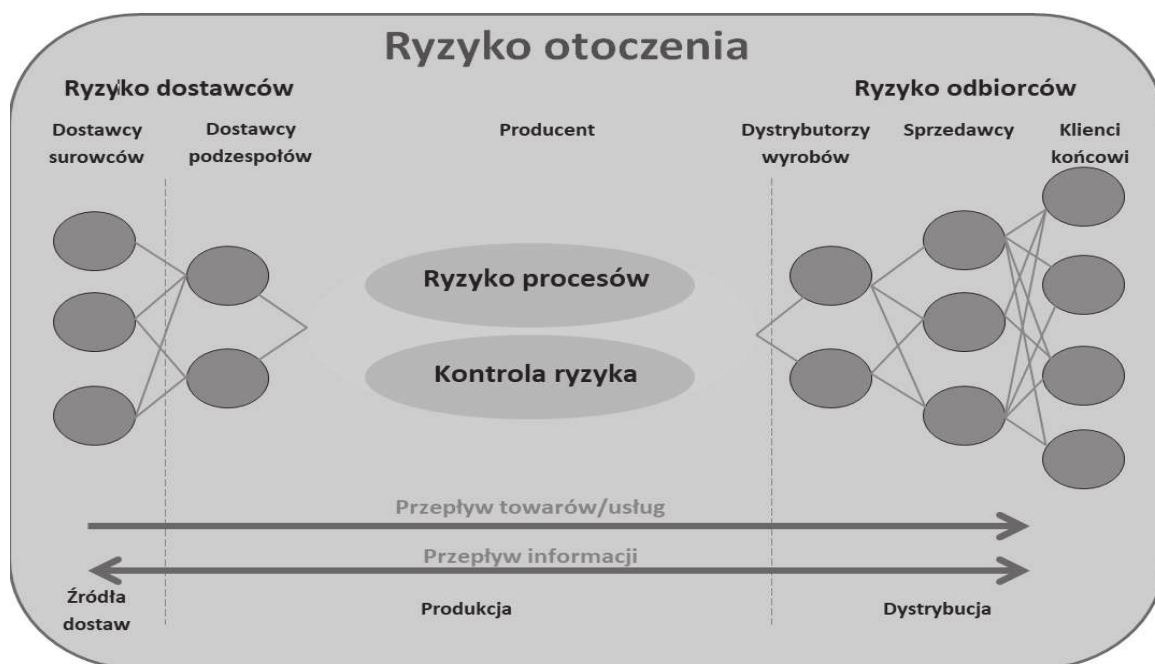 Ryzyko otoczenia
Ryzyko dostawców
Ryzyko odbiorców
Dostawcy
surowców
Dostawcy
podzespołów
Producent
Dystrybutorzy
wyrobów
Sprzedawcy
Klienci
końcowi
Ryzyko procesów
Kontrola ryzyka
Przepływ towarów/usług
Przepływ informacji
Źródła
dostaw
Produkcja
Dystrybucja